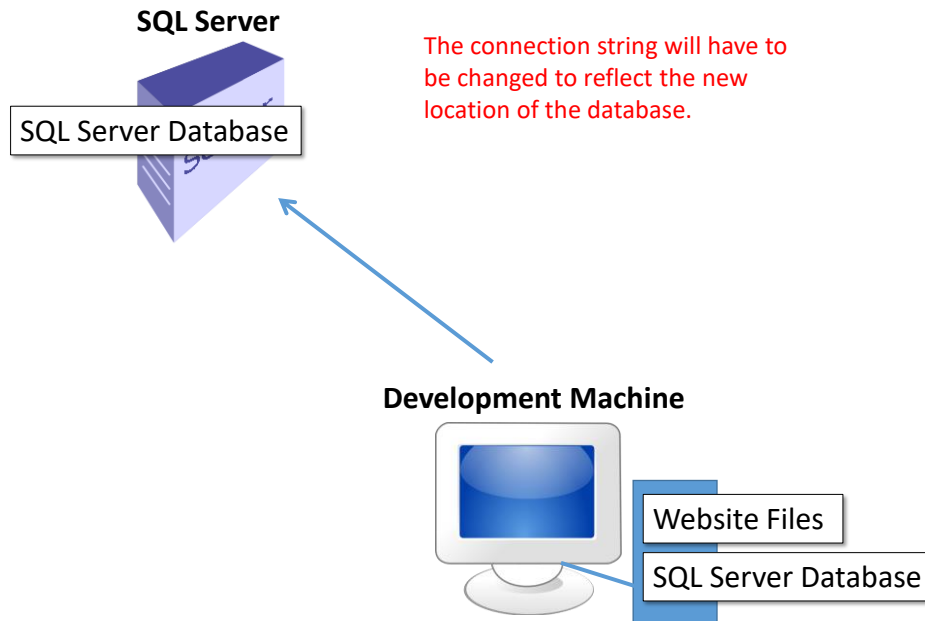 SQL Server
The connection string will have to
be changed to reflect the new
location of the database.
SQL Server Database
Development Machine
Website Files
SQL Server Database